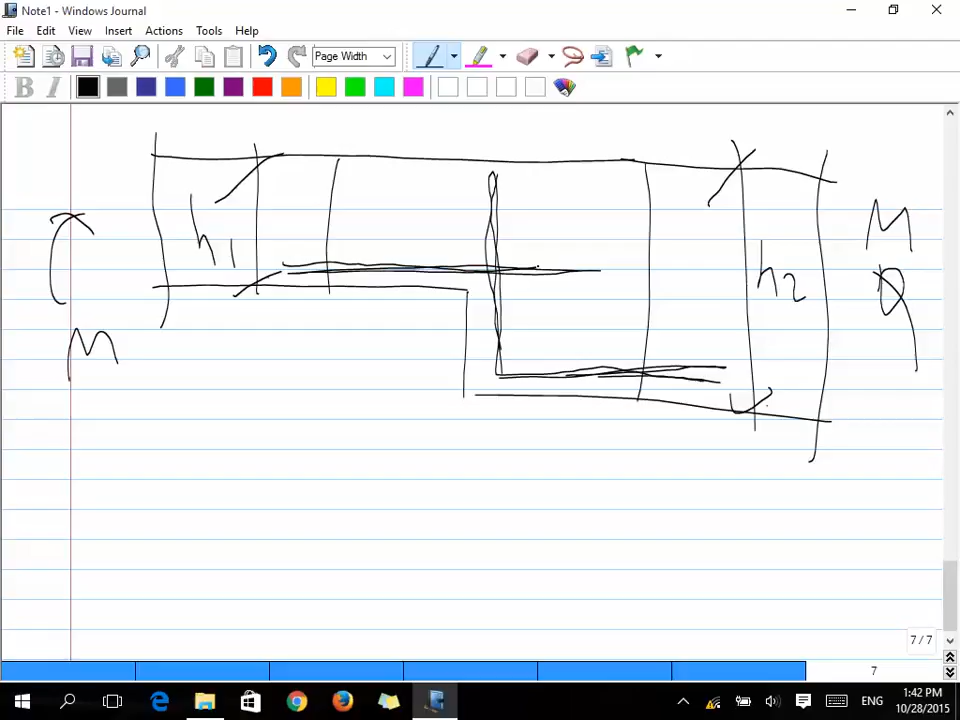 Note1 - Windows Journal
File Edit View Insert Actions Tools Help
Page Width
B I
h1
M
h2
M
Q
7 / 7
7
ENG
1:42 PM
10/28/2015